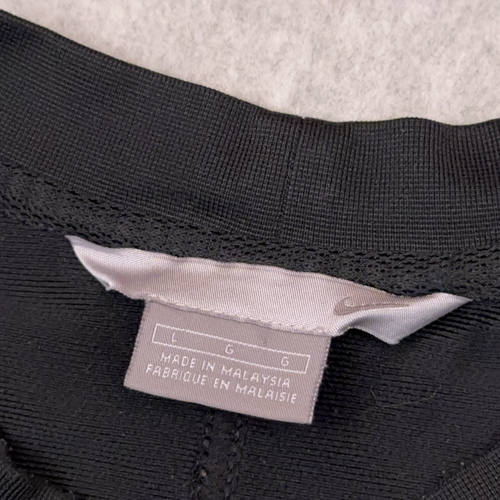 L G G
MADE IN MALAYSIA
FABRIQUE EN MALAISIE